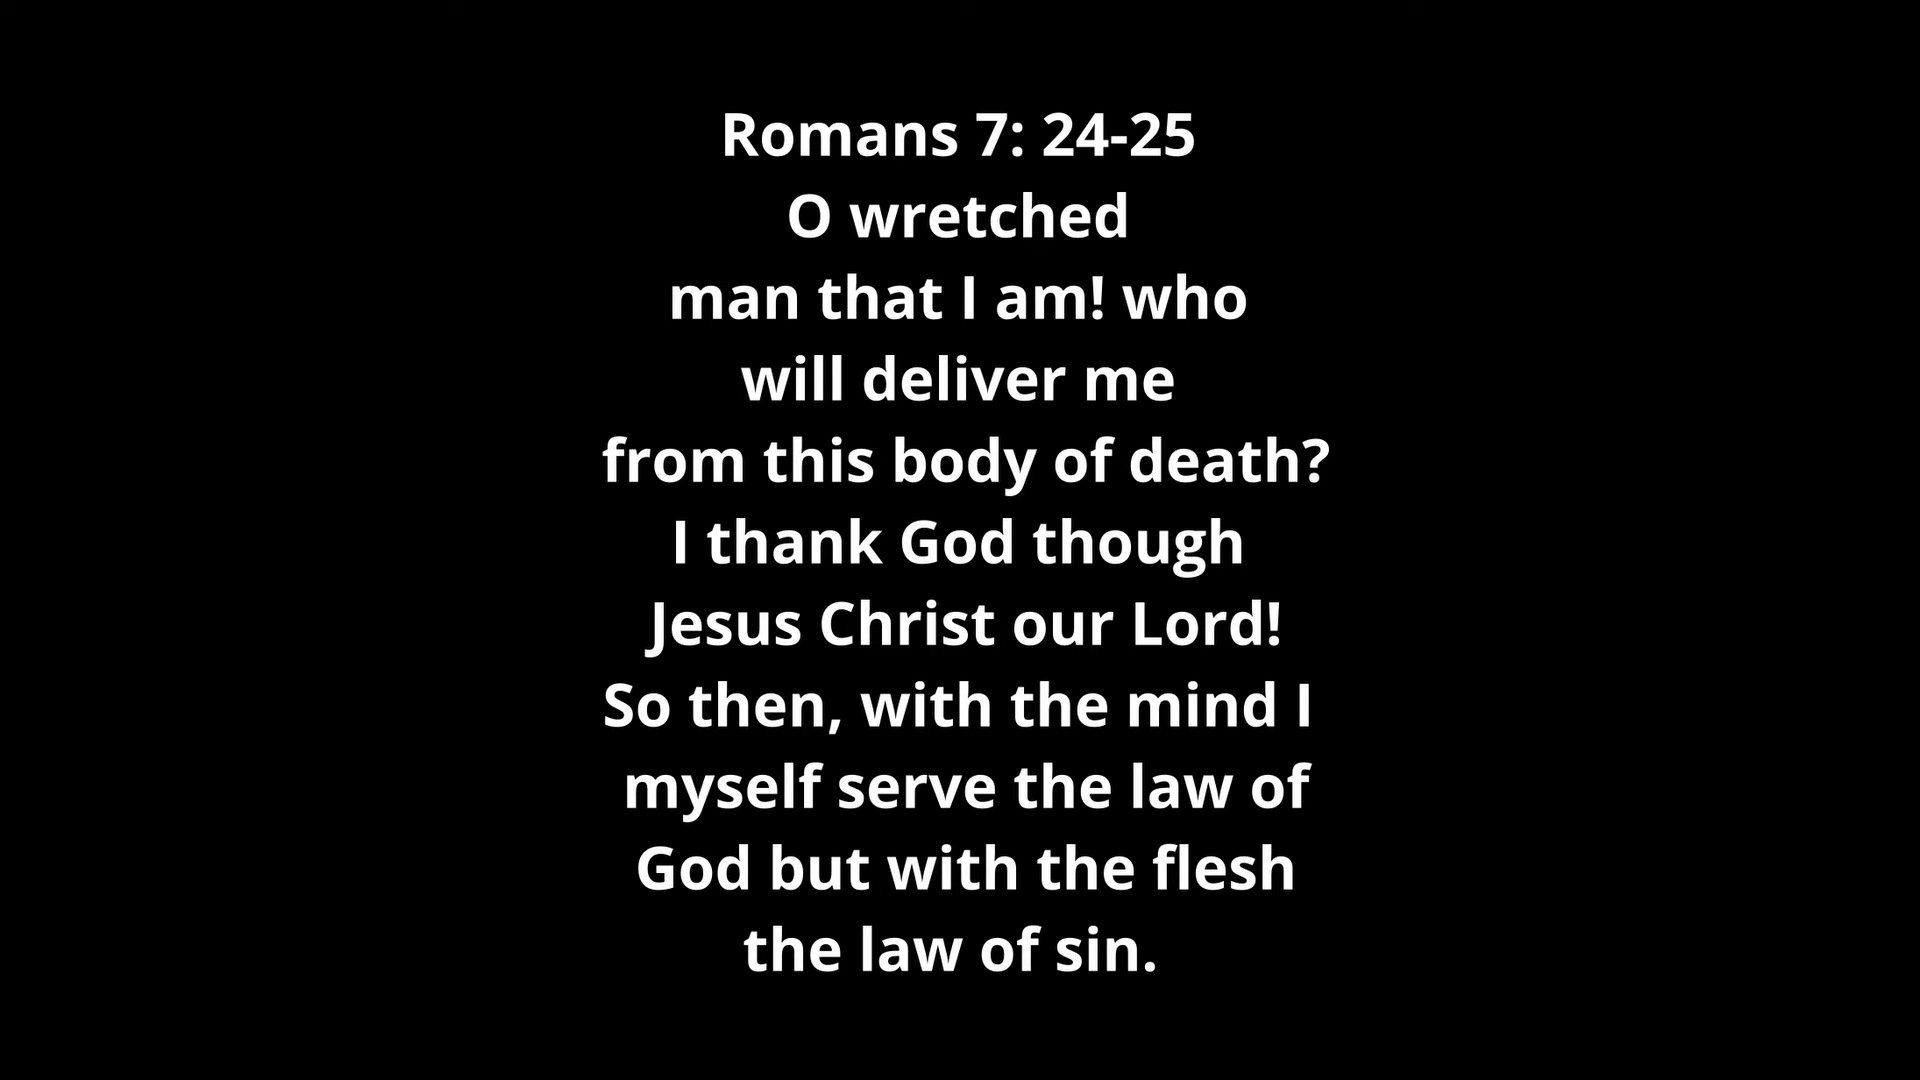 Romans 7: 24-25
O wretched
man that I am! who
will deliver me
from this body of death?
I thank God though
Jesus Christ our Lord!
So then, with the mind I
myself serve the law of
God but with the flesh
the law of sin.